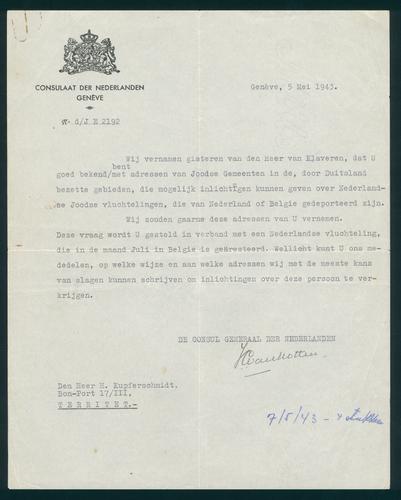 CONSULAAT DER NEDERLANDEN
GENÈVE
Genève, 5 Mei 1943.
No. d/J E 2192
Wij vernamen gisteren van den Heer van Klaveren, dat U
bent
goed bekend/met adressen van Joodse Gemeenten in de, door Duitsland
bezette gebieden, die mogelijk inlichtigen kunnen geven over Nederland-
se Joodse vluchtelingen, die van Nederland of Belgie gedeporteerd zijn.
Wij zouden gaarne deze adressen van U vernemen.
Deze vraag wordt U gesteld in verband met een Nederlandse vluchteling,
die in de maand Juli in Belgie is gearresteerd. Wellicht kunt U ons me-
dedelen, op welke wijze en aan welke adressen wij met de meeste kans
van slagen kunnen schrijven om inlichtingen over deze persoon te ver-
krijgen.
DE CONSUL GENERAAL DER NEDERLANDEN
Den Heer H. Kupferschmidt.
Bon-Port 17/III,
TERRITET.-
7/5/43 -